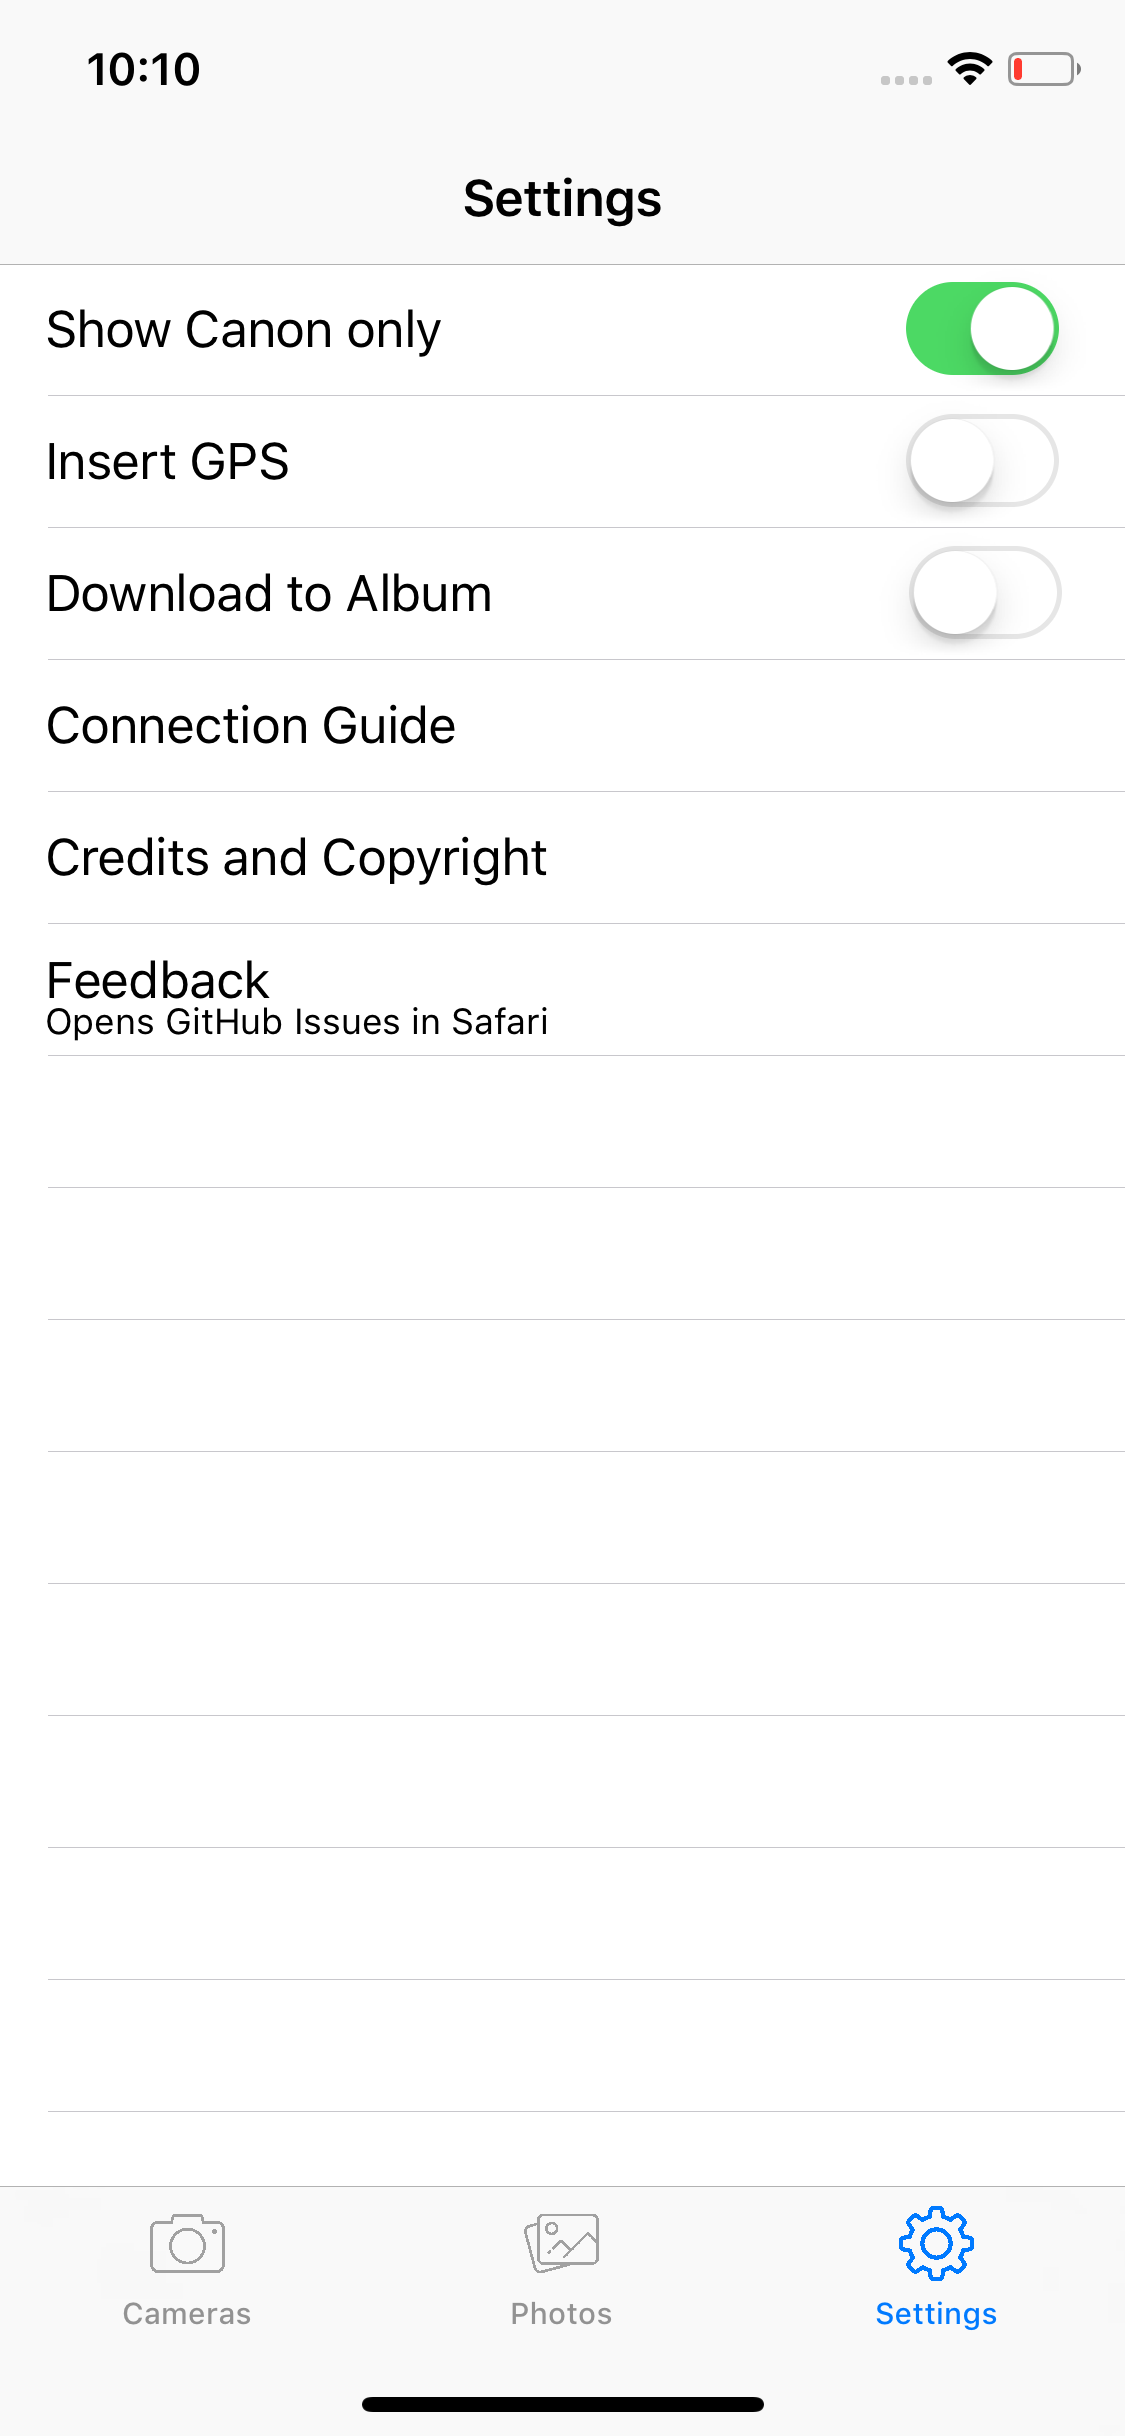 10:10
Settings
Show Canon only
Insert GPS
Download to Album
Connection Guide
Credits and Copyright
Feedback
Opens GitHub Issues in Safari
Cameras
Photos
Settings